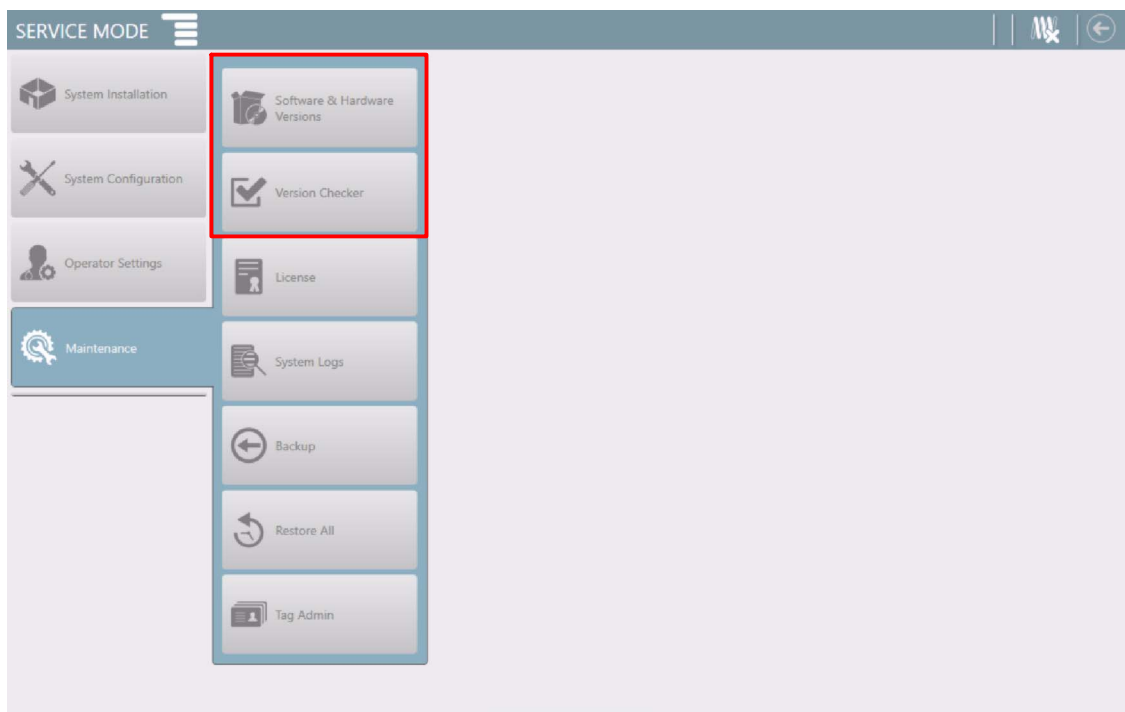 SERVICE MODE
System Installation
System Configuration
Operator Settings
Maintenance
Software & Hardware
Versions
Version Checker
License
System Logs
Backup
Restore All
Tag Admin